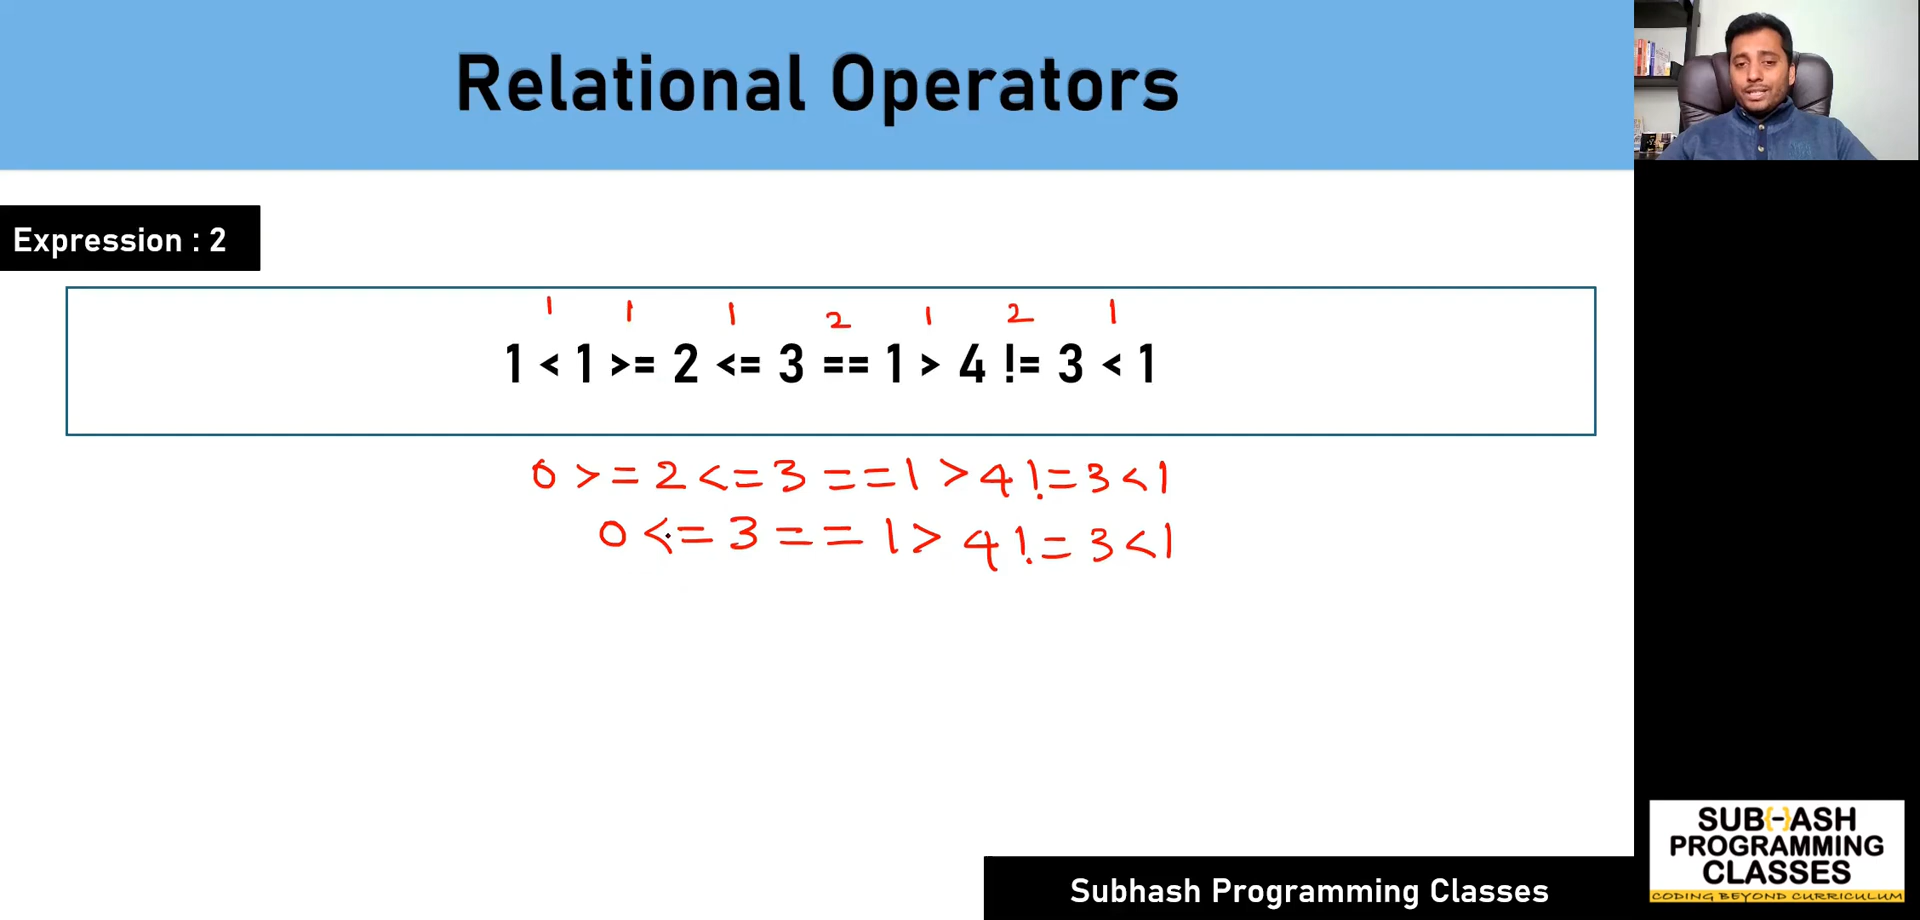 Relational Operators
Expression : 2
1 1 1 2 1 2 1
1 < 1 >= 2 <= 3 == 1 > 4 != 3 < 1
0 >= 2 <= 3 == 1 > 4 != 3 < 1
0 <= 3 == 1 > 4 != 3 < 1
Subhash Programming Classes
SUBHASH
PROGRAMMING
CLASSES
CODING BEYOND CURRICULUM